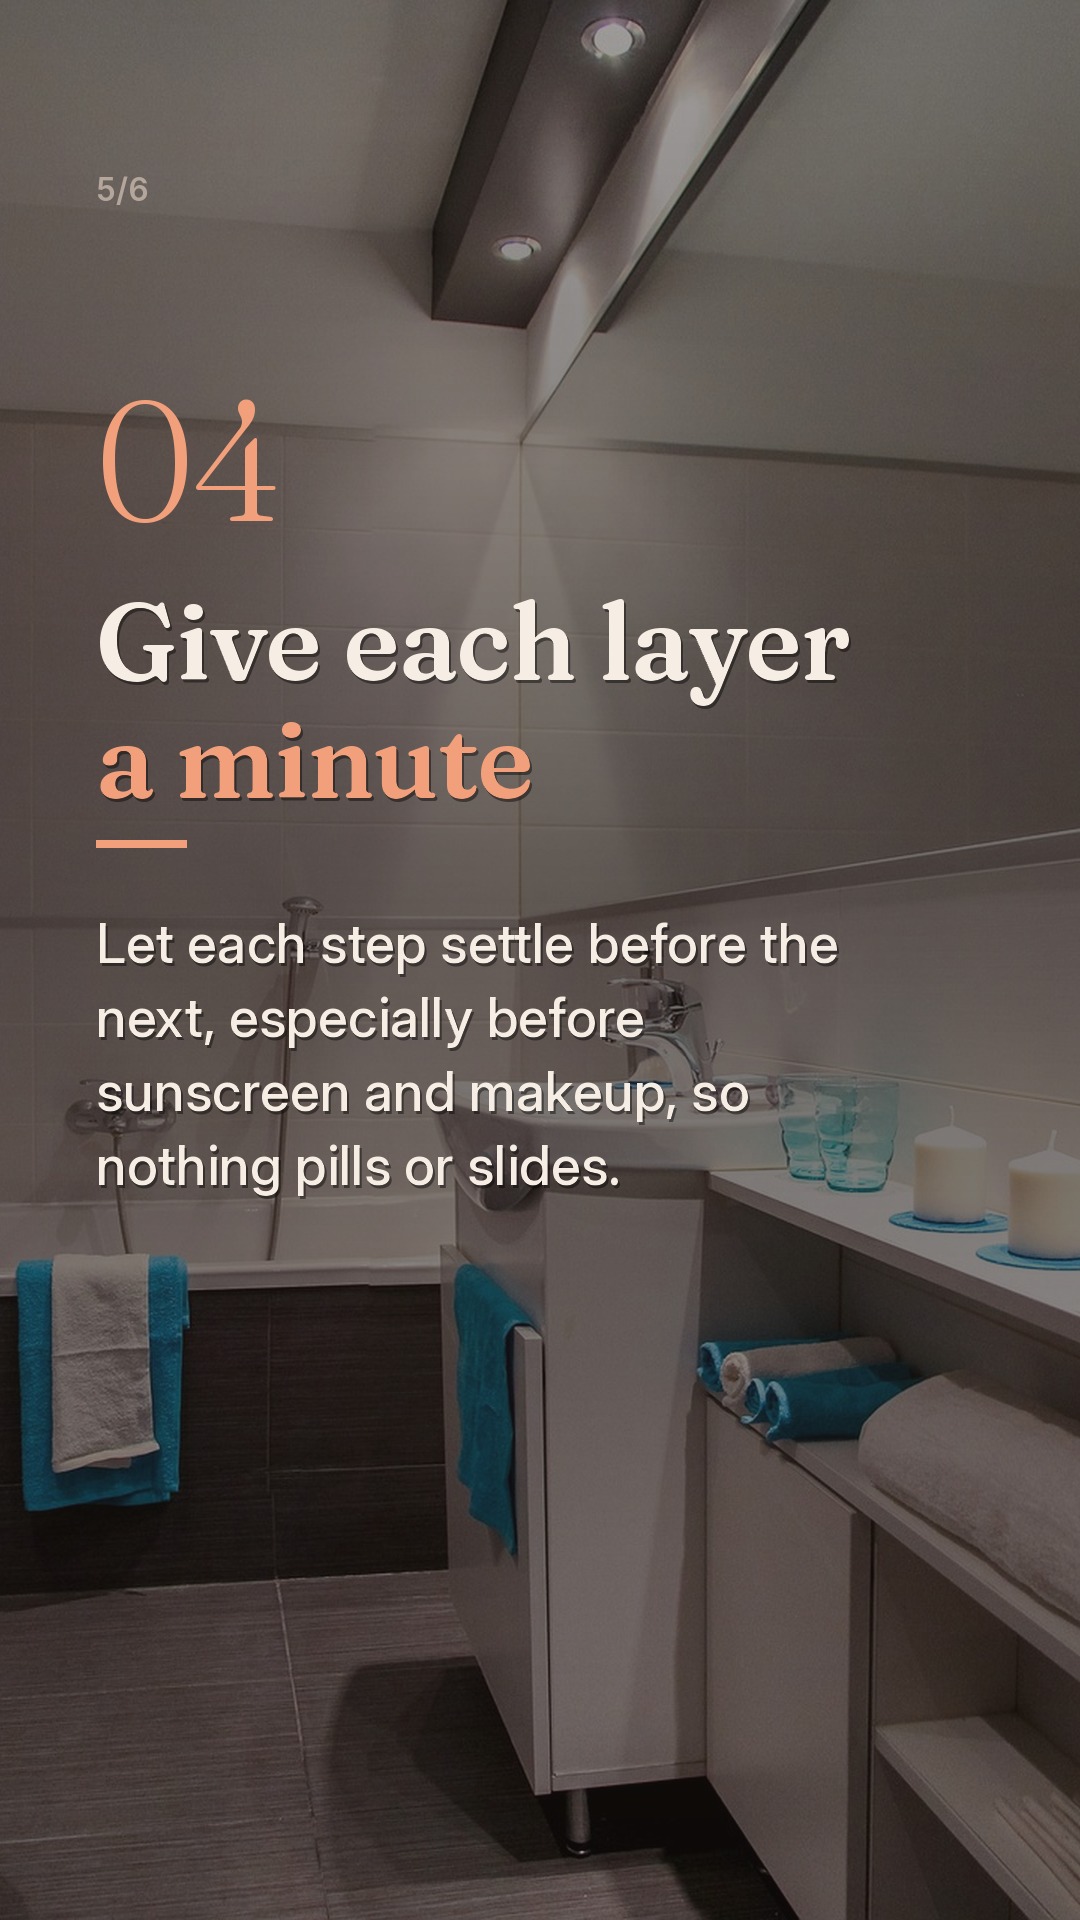 5/6
04
Give each layer
a minute
Let each step settle before the
next, especially before
sunscreen and makeup, so
nothing pills or slides.